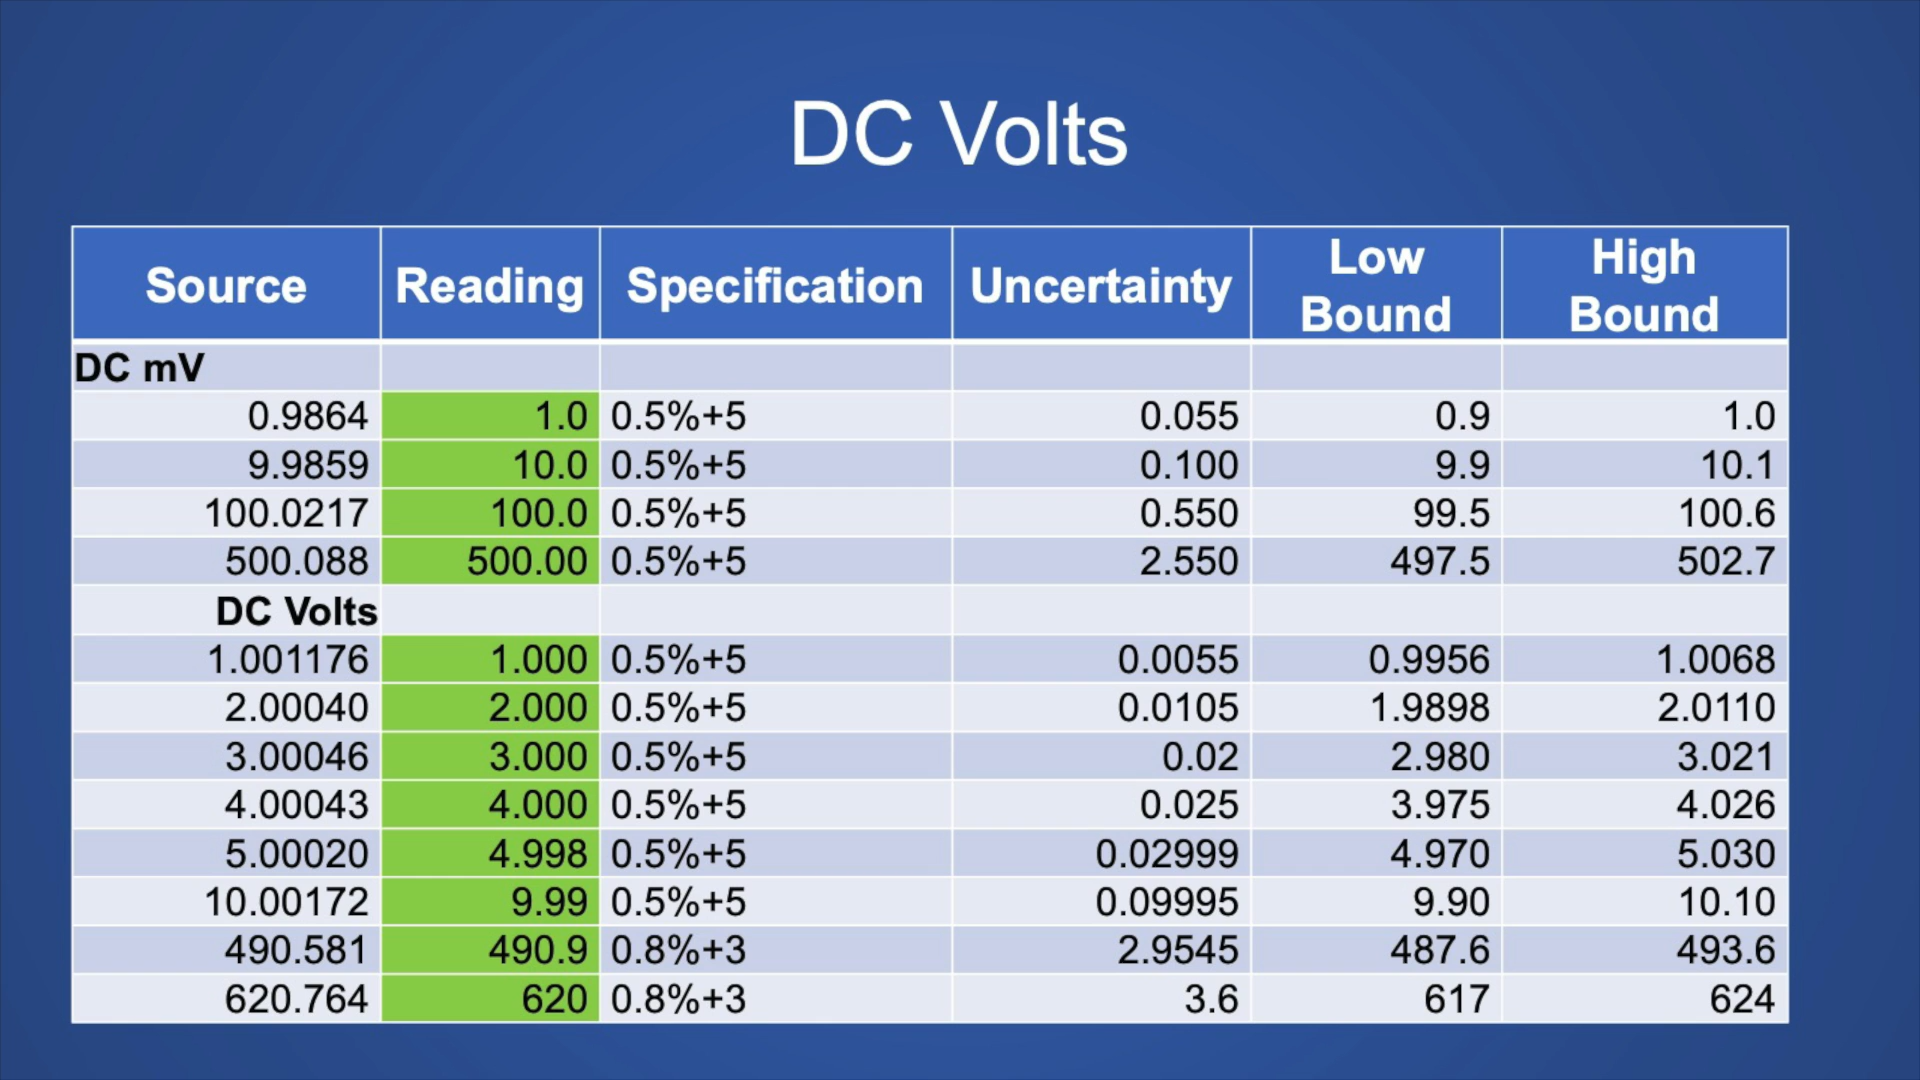 DC Volts
Source Reading Specification Uncertainty Low Bound High Bound
DC mV
0.9864 1.0 0.5%+5 0.055 0.9 1.0
9.9859 10.0 0.5%+5 0.100 9.9 10.1
100.0217 100.0 0.5%+5 0.550 99.5 100.6
500.088 500.00 0.5%+5 2.550 497.5 502.7
DC Volts
1.001176 1.000 0.5%+5 0.0055 0.9956 1.0068
2.00040 2.000 0.5%+5 0.0105 1.9898 2.0110
3.00046 3.000 0.5%+5 0.02 2.980 3.021
4.00043 4.000 0.5%+5 0.025 3.975 4.026
5.00020 4.998 0.5%+5 0.02999 4.970 5.030
10.00172 9.99 0.5%+5 0.09995 9.90 10.10
490.581 490.9 0.8%+3 2.9545 487.6 493.6
620.764 620 0.8%+3 3.6 617 624